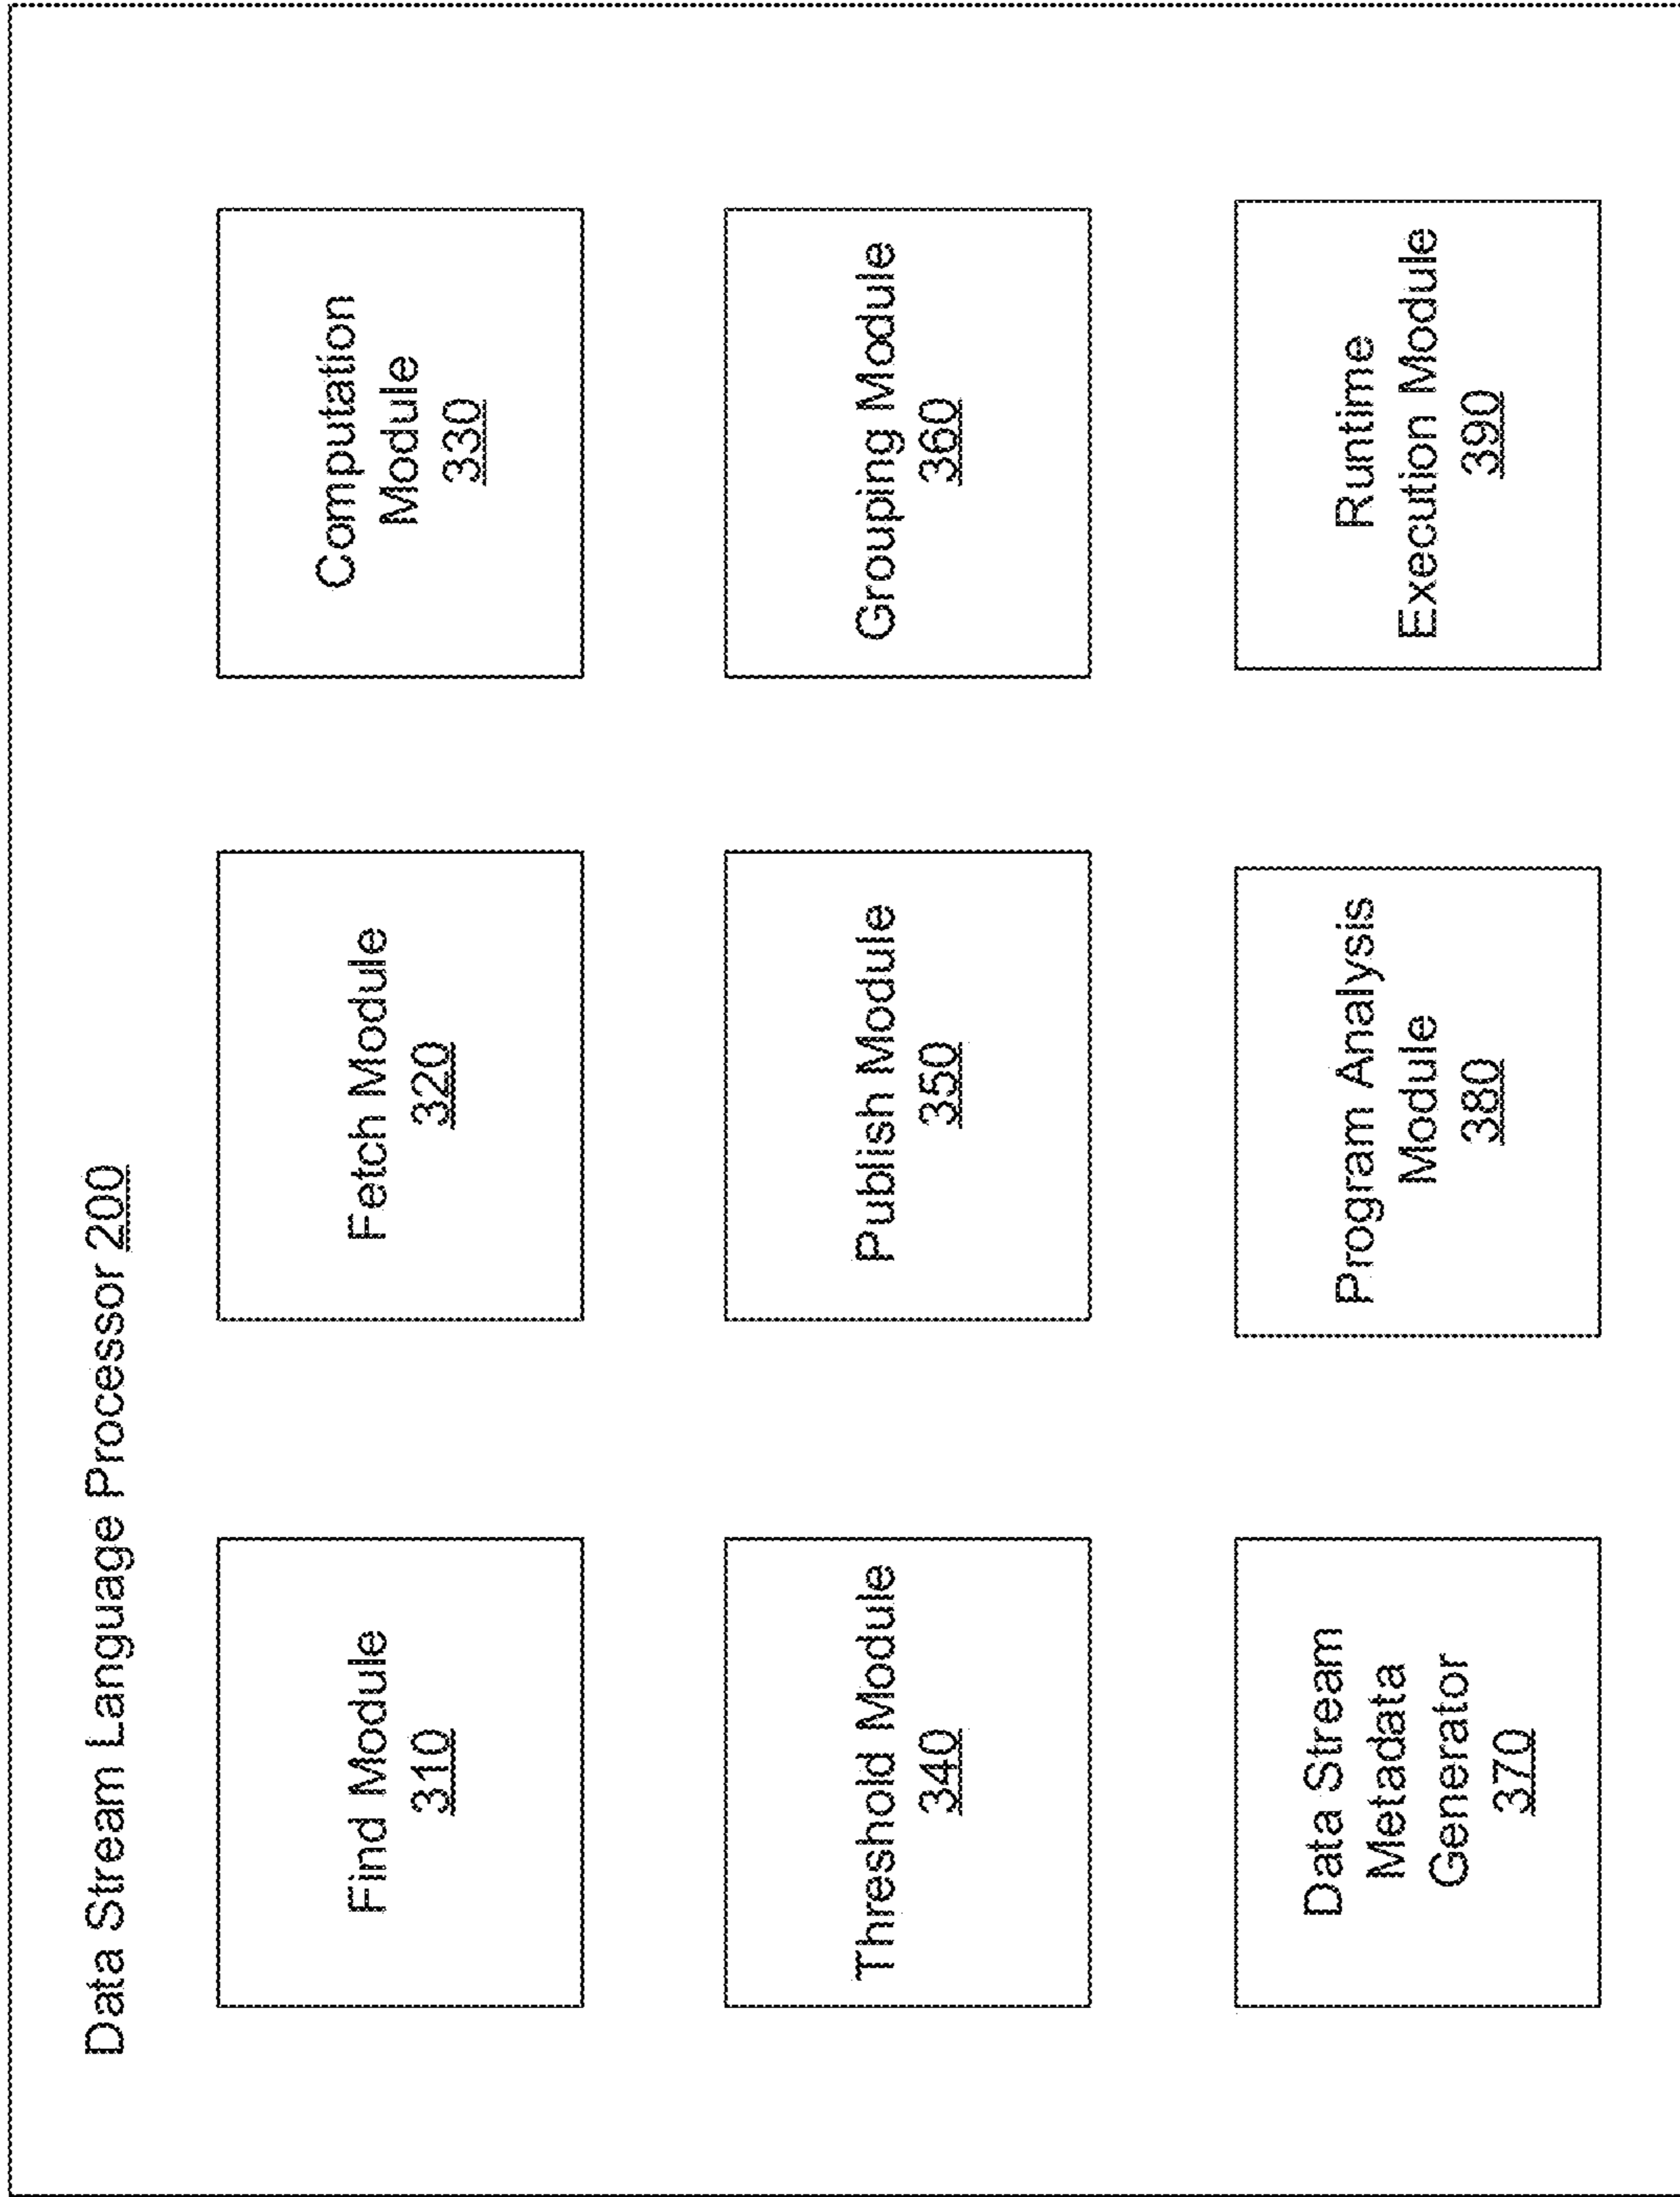 Data Stream Language Processor 200
Find Module
310
Fetch Module
320
Computation
Module
330
Threshold Module
340
Publish Module
350
Grouping Module
360
Data Stream
Metadata
Generator
370
Program Analysis
Module
380
Runtime
Execution Module
390